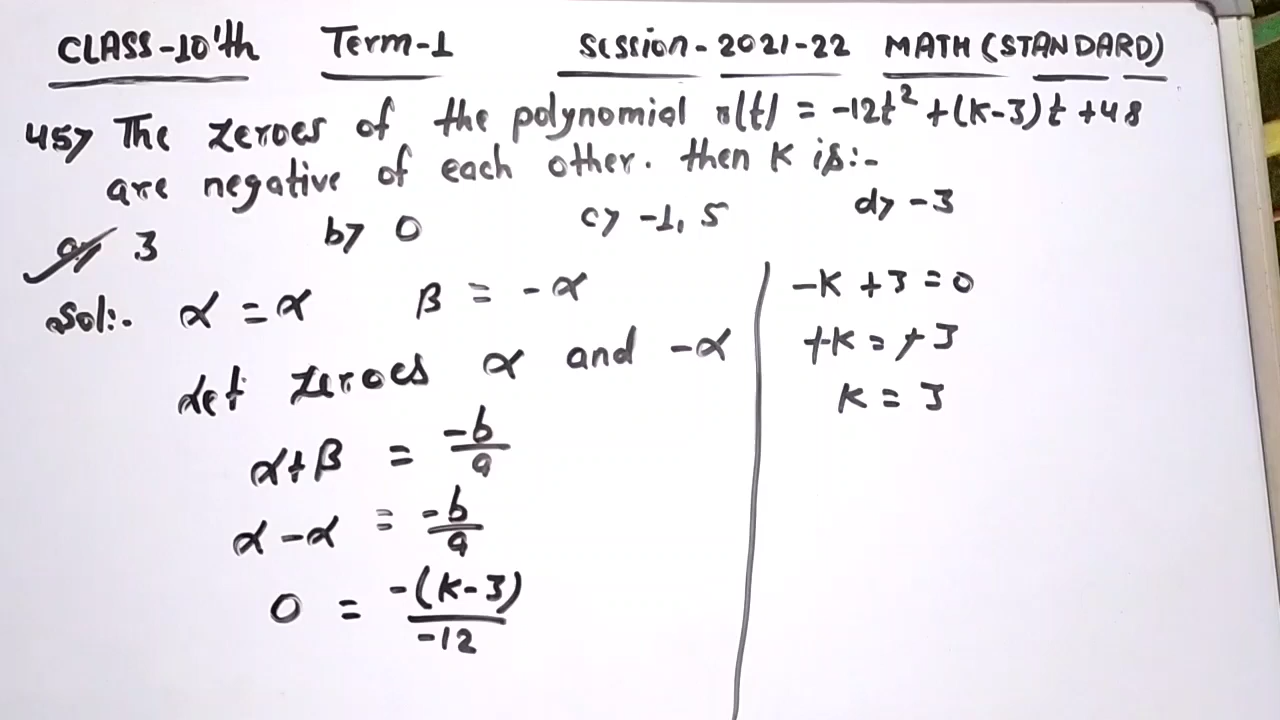 CLASS-10'th Term-1 Session-2021-22 MATH (STANDARD)
45> The zeroes of the polynomial r(t) = -12t² + (k-3)t + 48
are negative of each other. then K is:-
a> 3 b> 0 c> -1, 5 d> -3
Sol:. α = α β = -α
Let zeroes α and -α
α+β = -b/a
α-α = -b/a
0 = -(k-3)/-12
-K + 3 = 0
+K = +3
K = 3